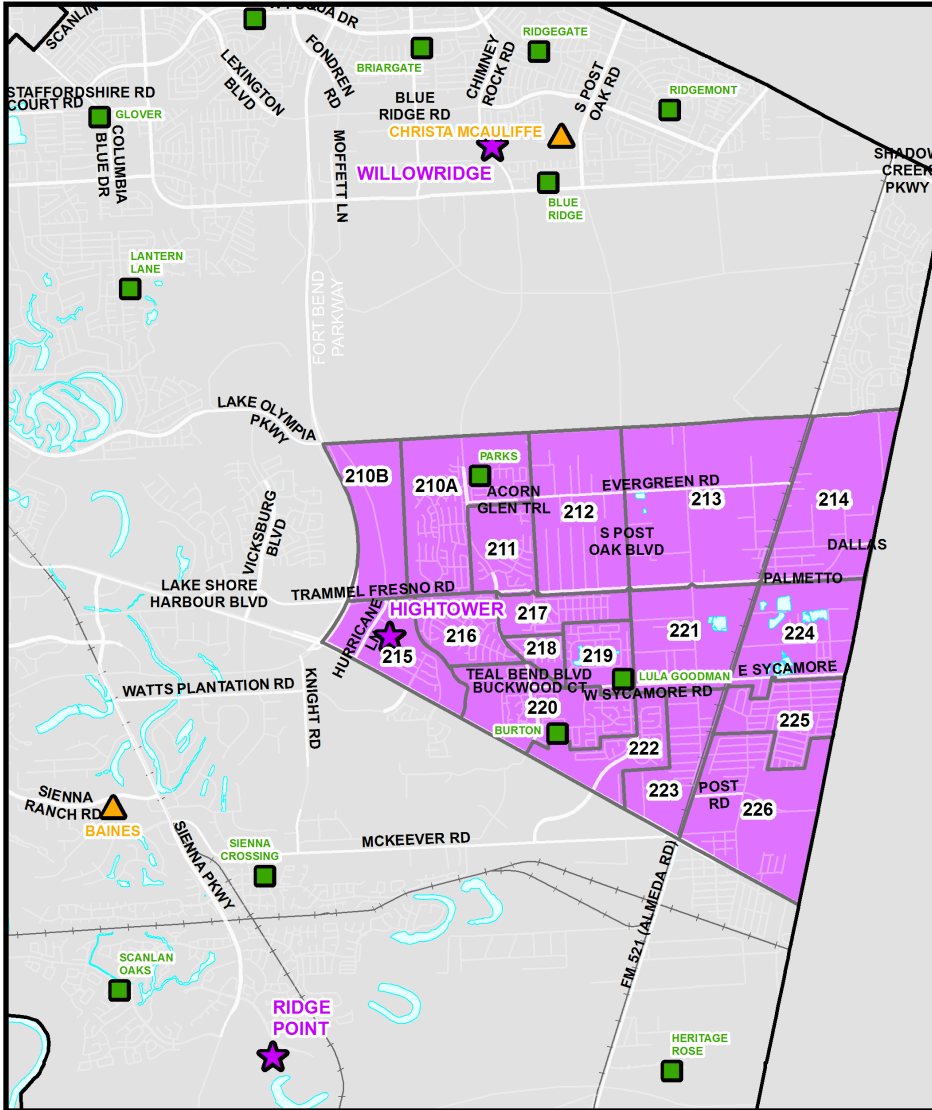 SCANLIN
W FUQUA DR
LEXINGTON
BLVD
FONDREN
RD
BRIARGATE
CHIMNEY
ROCK RD
RIDGEGATE
S POST
OAK RD
RIDGEMONT
STAFFORDSHIRE RD
COURT RD
GLOVER
COLUMBIA
BLUE DR
BLUE
RIDGE RD
CHRISTA MCAULIFFE
WILLOWRIDGE
MOFFETT LN
BLUE
RIDGE
SHADOW
CREEK
PKWY
LANTERN
LANE
FORT BEND
PARKWAY
LAKE OLYMPIA
PKWY
PARKS
210B
210A
ACORN
GLEN TRL
EVERGREEN RD
211
212
213
214
S POST
OAK BLVD
DALLAS
VICKSBURG
BLVD
LAKE SHORE
HARBOUR BLVD
TRAMMEL FRESNO RD
PALMETTO
HURRICANE
LN
HIGHTOWER
215
216
217
218
219
221
224
TEAL BEND BLVD
BUCKWOOD CT
LULA GOODMAN
E SYCAMORE
W SYCAMORE RD
WATTS PLANTATION RD
KNIGHT RD
220
BURTON
222
225
223
POST
RD
226
SIENNA
RANCH RD
BAINES
SIENNA PKWY
SIENNA
CROSSING
MCKEEVER RD
FM 521 (ALMEDA RD)
SCANLAN
OAKS
RIDGE
POINT
HERITAGE
ROSE